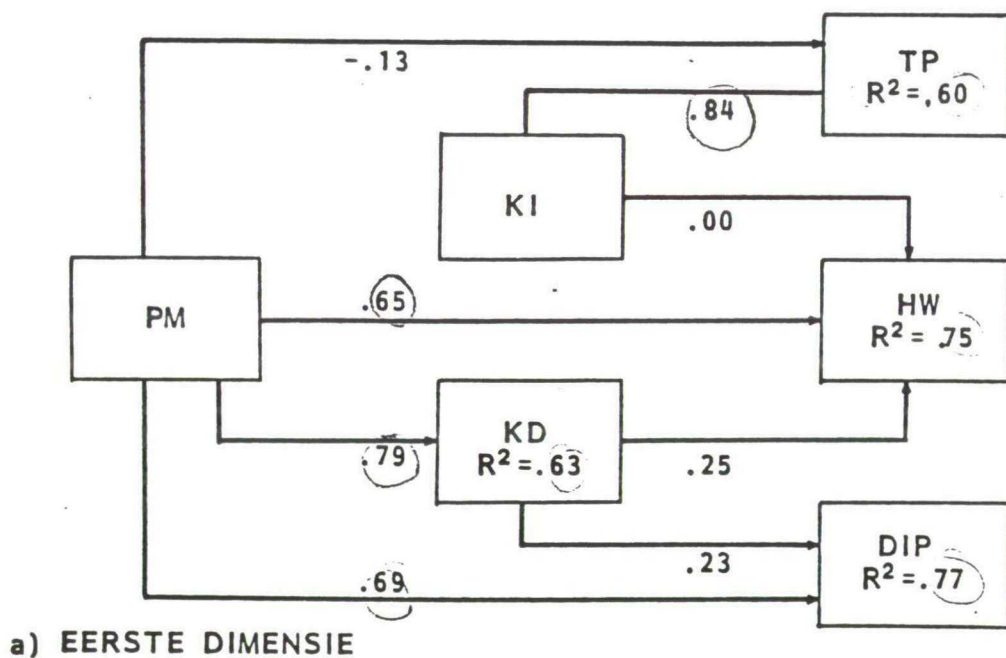 -.13
TP
R² =.60
.84
KI
.00
PM
.65
HW
R² = .75
.79
KD
R² =.63
.25
.23
DIP
R² =.77
.69
a) EERSTE DIMENSIE